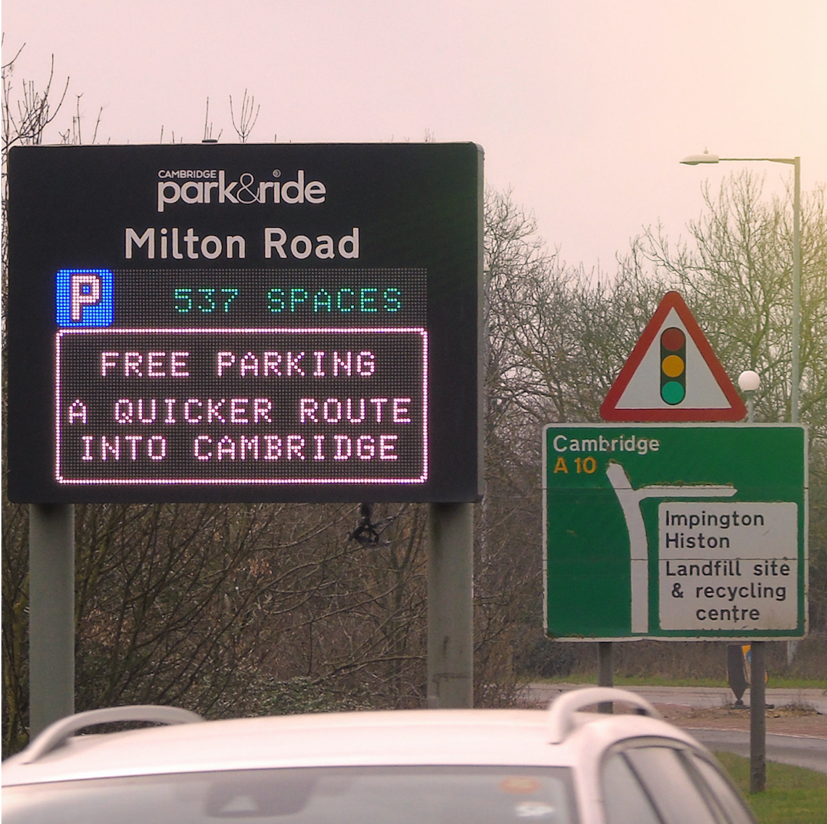 CAMBRIDGE
park&ride®
Milton Road
P 537 SPACES
FREE PARKING
A QUICKER ROUTE
INTO CAMBRIDGE
Cambridge
A 10
Impington
Histon
Landfill site
& recycling
centre